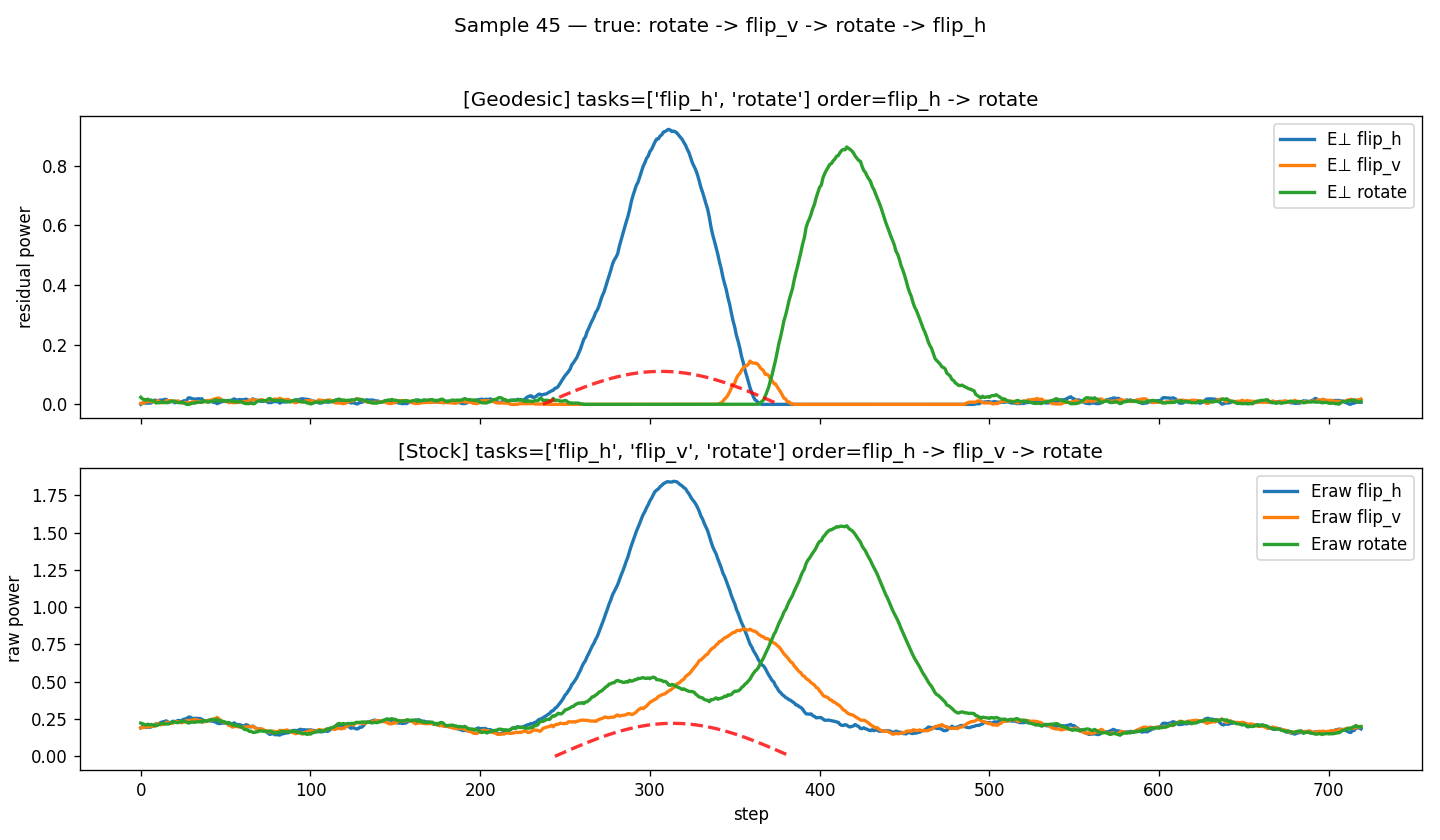 Sample 45 — true: rotate -> flip_v -> rotate -> flip_h
[Geodesic] tasks=['flip_h', 'rotate'] order=flip_h -> rotate
residual power
0.8
0.6
0.4
0.2
0.0
E⊥ flip_h
E⊥ flip_v
E⊥ rotate
[Stock] tasks=['flip_h', 'flip_v', 'rotate'] order=flip_h -> flip_v -> rotate
raw power
1.75
1.50
1.25
1.00
0.75
0.50
0.25
0.00
Eraw flip_h
Eraw flip_v
Eraw rotate
0 100 200 300 400 500 600 700
step